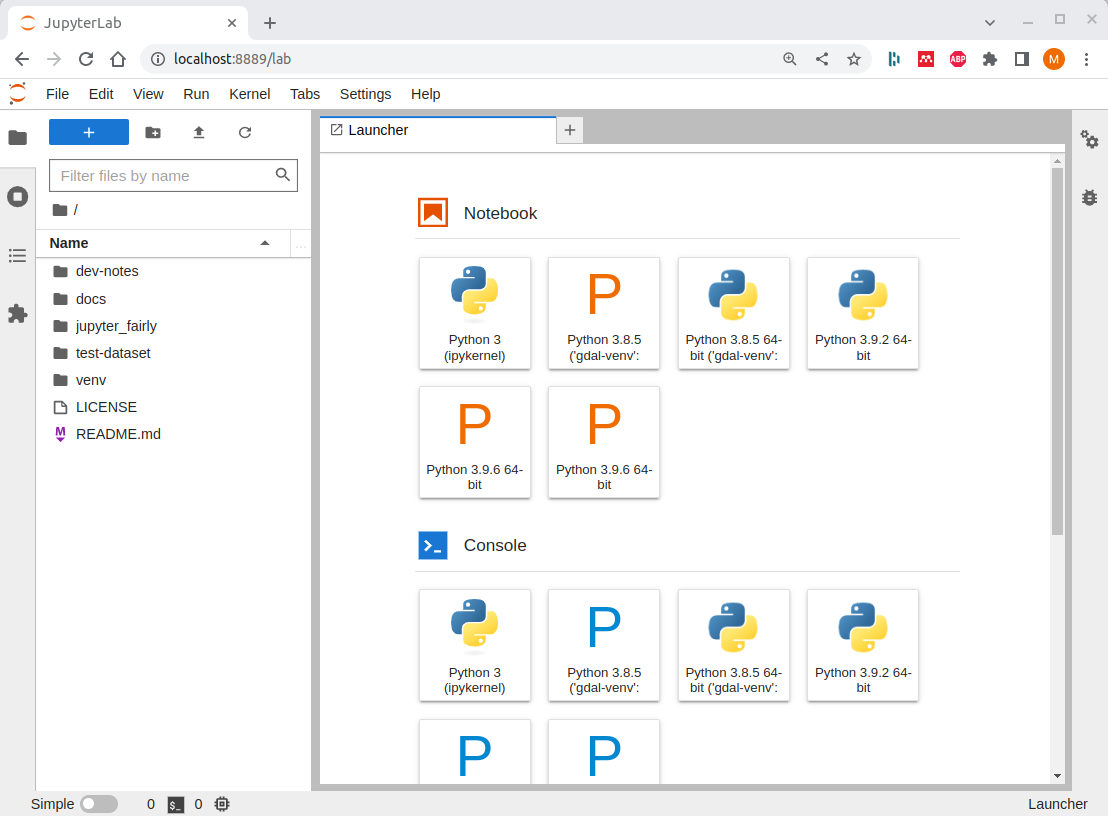 JupyterLab
localhost:8889/lab
ABP
M
File Edit View Run Kernel Tabs Settings Help
Launcher
Filter files by name
/
Name
...
dev-notes
docs
jupyter_fairly
test-dataset
venv
LICENSE
M README.md
Notebook
Python 3
(ipykernel)
P
Python 3.8.5
('gdal-venv':
Python 3.8.5 64-
bit ('gdal-venv':
Python 3.9.2 64-
bit
P
Python 3.9.6 64-
bit
P
Python 3.9.6 64-
bit
Console
Python 3
(ipykernel)
P
Python 3.8.5
('gdal-venv':
Python 3.8.5 64-
bit ('gdal-venv':
Python 3.9.2 64-
bit
P
P
Simple 0 $_ 0 Launcher